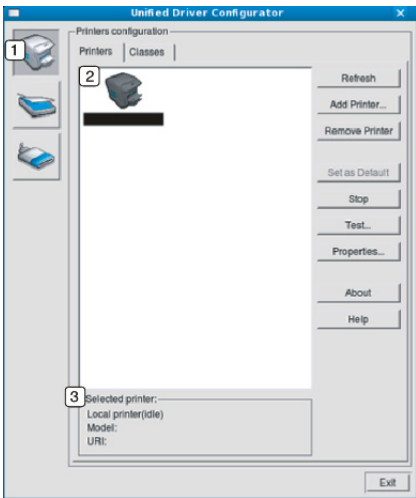 Unified Driver Configurator
Printers configuration
1
Printers
Classes
2
Refresh
Add Printer...
Remove Printer
Set as Default
Stop
Test...
Properties...
About
Help
3
Selected printer:
Local printer(idle)
Model:
URI:
Exit